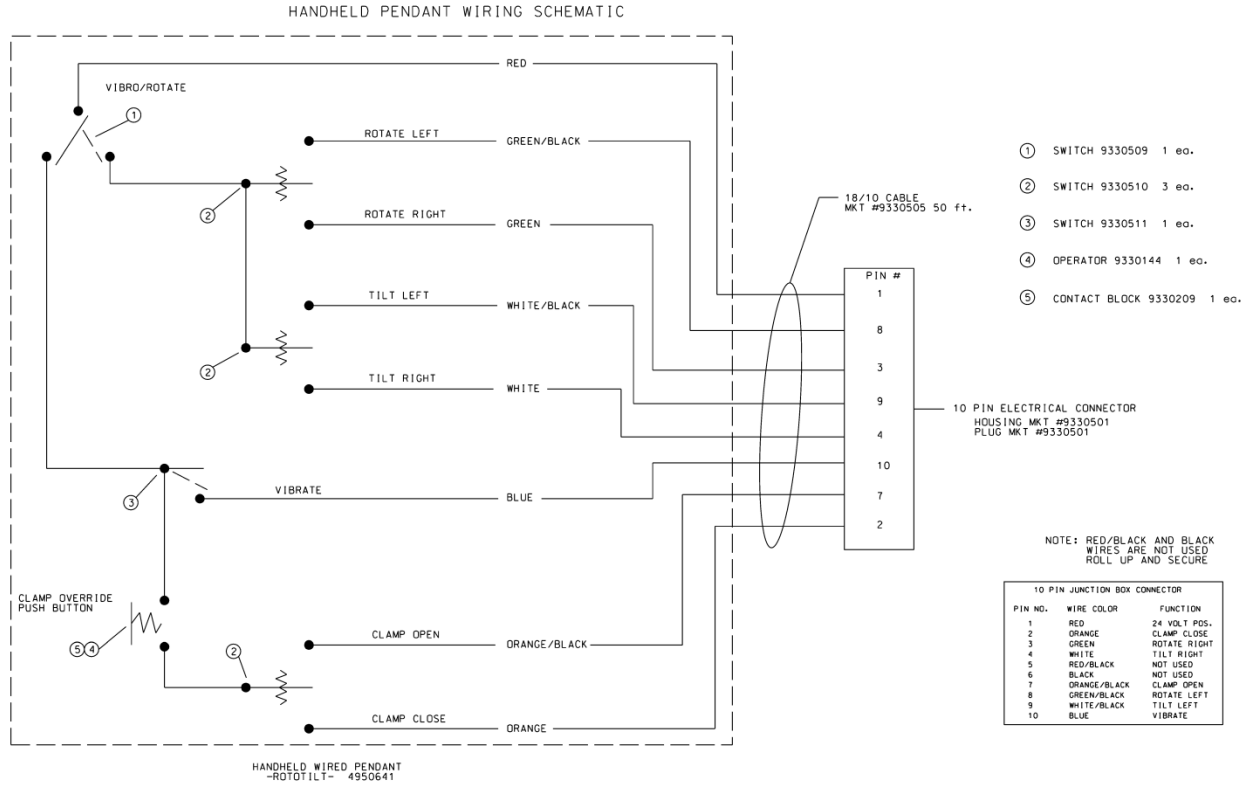 HANDHELD PENDANT WIRING SCHEMATIC
RED
VIBRO/ROTATE
1
ROTATE LEFT
GREEN/BLACK
2
ROTATE RIGHT
GREEN
TILT LEFT
WHITE/BLACK
2
TILT RIGHT
WHITE
3
VIBRATE
BLUE
CLAMP OVERRIDE
PUSH BUTTON
5 4
2
CLAMP OPEN
ORANGE/BLACK
CLAMP CLOSE
ORANGE
HANDHELD WIRED PENDANT
-ROTOTILT- 4950641
18/10 CABLE
MKT #9330505 50 ft.
PIN #
1
8
3
9
4
10
7
2
10 PIN ELECTRICAL CONNECTOR
HOUSING MKT #9330501
PLUG MKT #9330501
1 SWITCH 9330509 1 ea.
2 SWITCH 9330510 3 ea.
3 SWITCH 9330511 1 ea.
4 OPERATOR 9330144 1 ea.
5 CONTACT BLOCK 9330209 1 ea.
NOTE: RED/BLACK AND BLACK
WIRES ARE NOT USED
ROLL UP AND SECURE
10 PIN JUNCTION BOX CONNECTOR
PIN NO. WIRE COLOR FUNCTION
1 RED 24 VOLT POS.
2 ORANGE CLAMP CLOSE
3 GREEN ROTATE RIGHT
4 WHITE TILT RIGHT
5 RED/BLACK NOT USED
6 BLACK NOT USED
7 ORANGE/BLACK CLAMP OPEN
8 GREEN/BLACK ROTATE LEFT
9 WHITE/BLACK TILT LEFT
10 BLUE VIBRATE